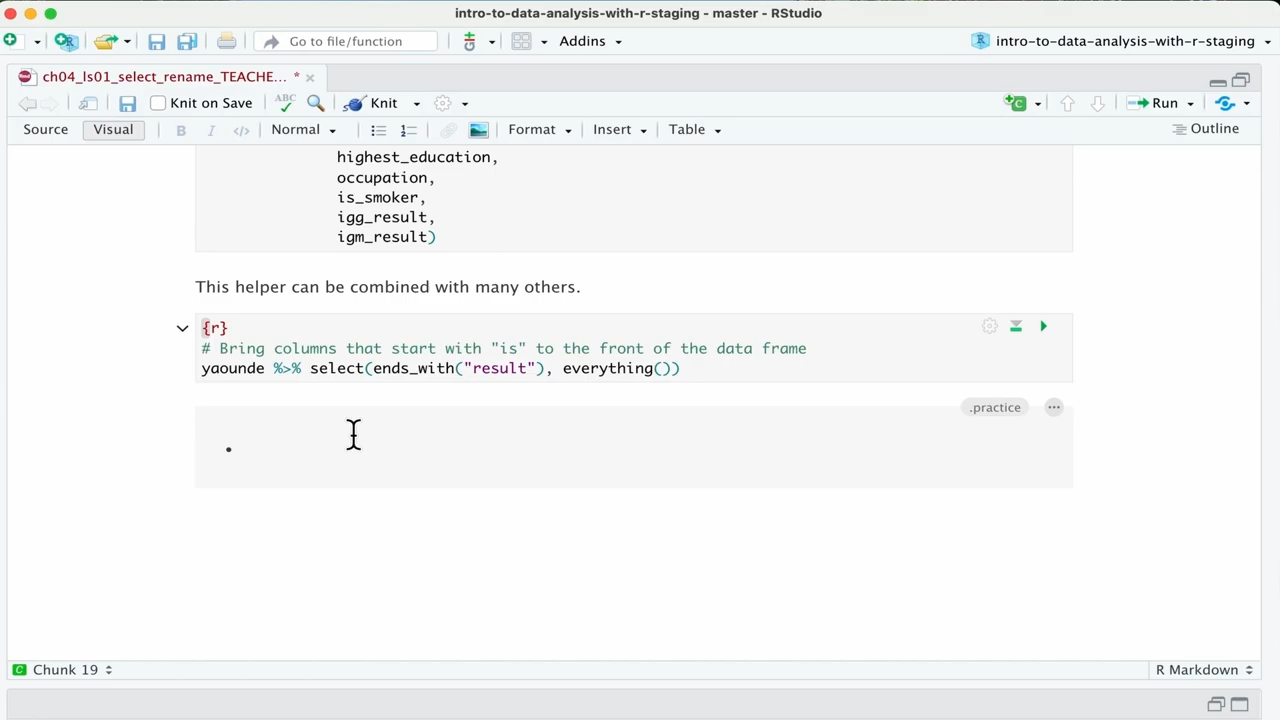 intro-to-data-analysis-with-r-staging - master - RStudio
Go to file/function
Addins
intro-to-data-analysis-with-r-staging
ch04_ls01_select_rename_TEACHE... *
Knit on Save
ABC
Knit
Run
Source
Visual
B
I
Normal
Format
Insert
Table
Outline
highest_education,
occupation,
is_smoker,
igg_result,
igm_result)
This helper can be combined with many others.
{r}
# Bring columns that start with "is" to the front of the data frame
yaounde %>% select(ends_with("result"), everything())
.practice
C Chunk 19
R Markdown